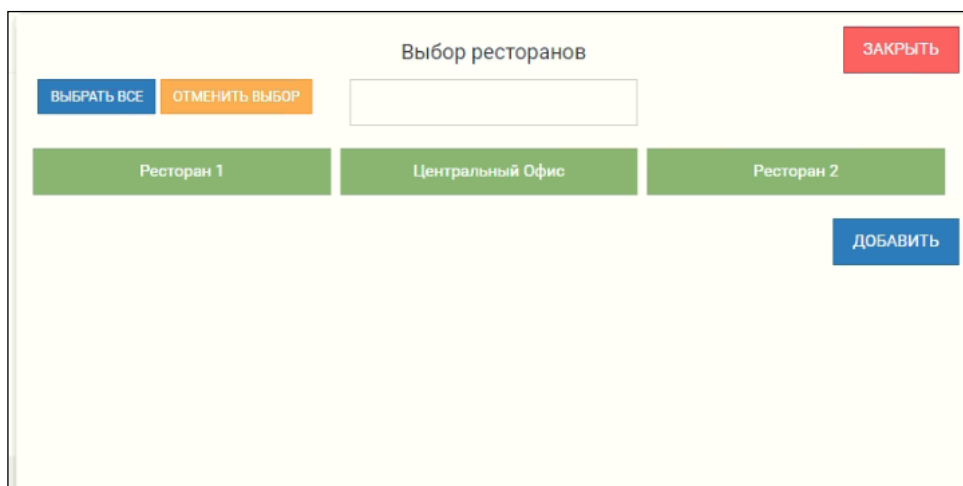 Выбор ресторанов
ЗАКРЫТЬ
ВЫБРАТЬ ВСЕ
ОТМЕНИТЬ ВЫБОР
Ресторан 1
Центральный Офис
Ресторан 2
ДОБАВИТЬ